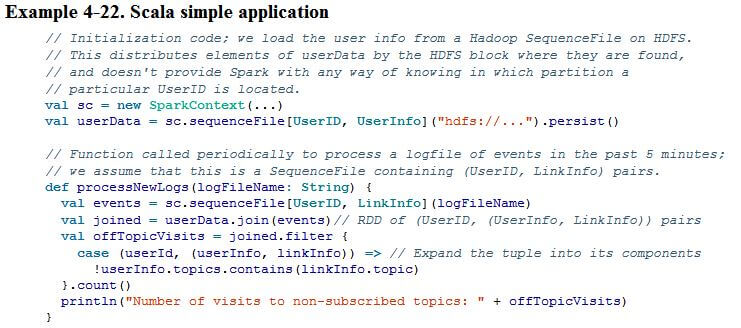 Example 4-22. Scala simple application
// Initialization code; we load the user info from a Hadoop SequenceFile on HDFS.
// This distributes elements of userData by the HDFS block where they are found,
// and doesn't provide Spark with any way of knowing in which partition a
// particular UserID is located.
val sc = new SparkContext(...)
val userData = sc.sequenceFile[UserID, UserInfo]("hdfs://...").persist()
// Function called periodically to process a logfile of events in the past 5 minutes;
// we assume that this is a SequenceFile containing (UserID, LinkInfo) pairs.
def processNewLogs(logFileName: String) {
val events = sc.sequenceFile[UserID, LinkInfo](logFileName)
val joined = userData.join(events)// RDD of (UserID, (UserInfo, LinkInfo)) pairs
val offTopicVisits = joined.filter {
case (userId, (userInfo, linkInfo)) => // Expand the tuple into its components
!userInfo.topics.contains(linkInfo.topic)
}.count()
println("Number of visits to non-subscribed topics: " + offTopicVisits)
}